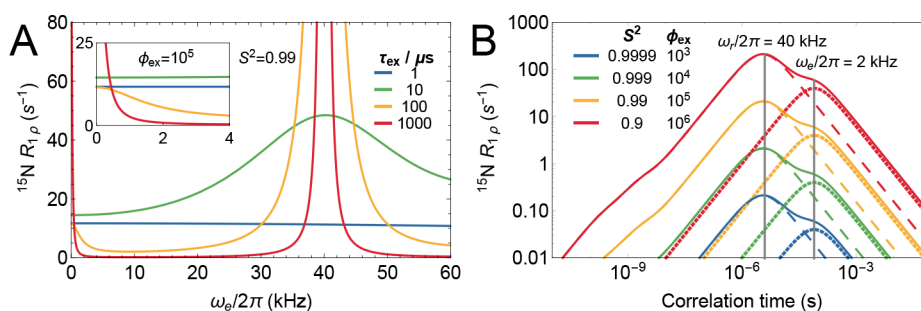 A
ϕex=10⁵
S²=0.99
τex / μs
1
10
100
1000
25
0
0 2 4
80
60
40
20
0
¹⁵N R1ρ (s⁻¹)
0 10 20 30 40 50 60
ωe/2π (kHz)
B
S² ϕex
0.9999 10³
0.999 10⁴
0.99 10⁵
0.9 10⁶
ωr/2π = 40 kHz
ωe/2π = 2 kHz
1000
100
10
1
0.10
0.01
¹⁵N R1ρ (s⁻¹)
10⁻⁹ 10⁻⁶ 10⁻³
Correlation time (s)